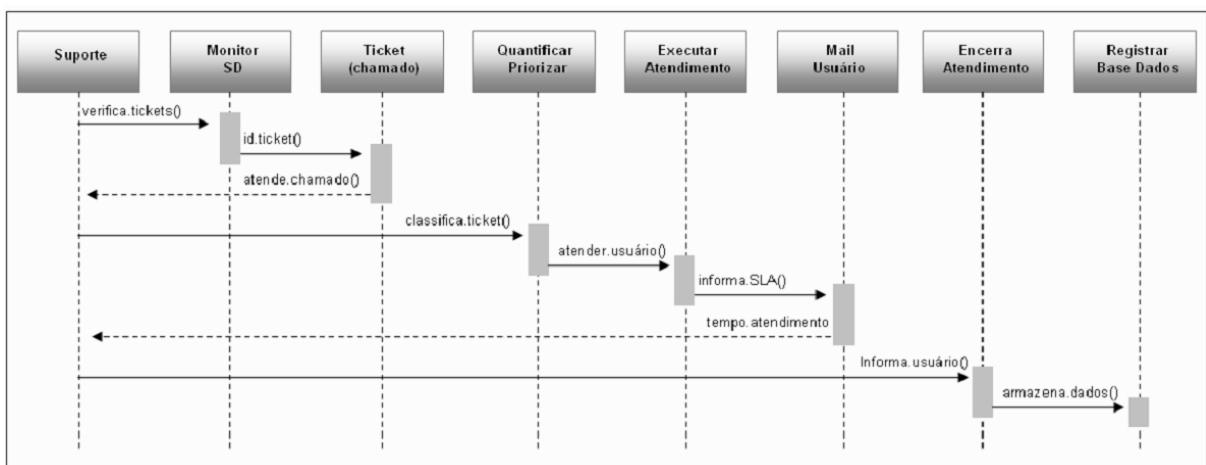 Suporte
Monitor
SD
Ticket
(chamado)
Quantificar
Priorizar
Executar
Atendimento
Mail
Usuário
Encerra
Atendimento
Registrar
Base Dados
verifica.tickets()
id.ticket()
atende.chamado()
classifica.ticket()
atender.usuário()
informa.SLA()
tempo.atendimento
Informa.usuário()
armazena.dados()